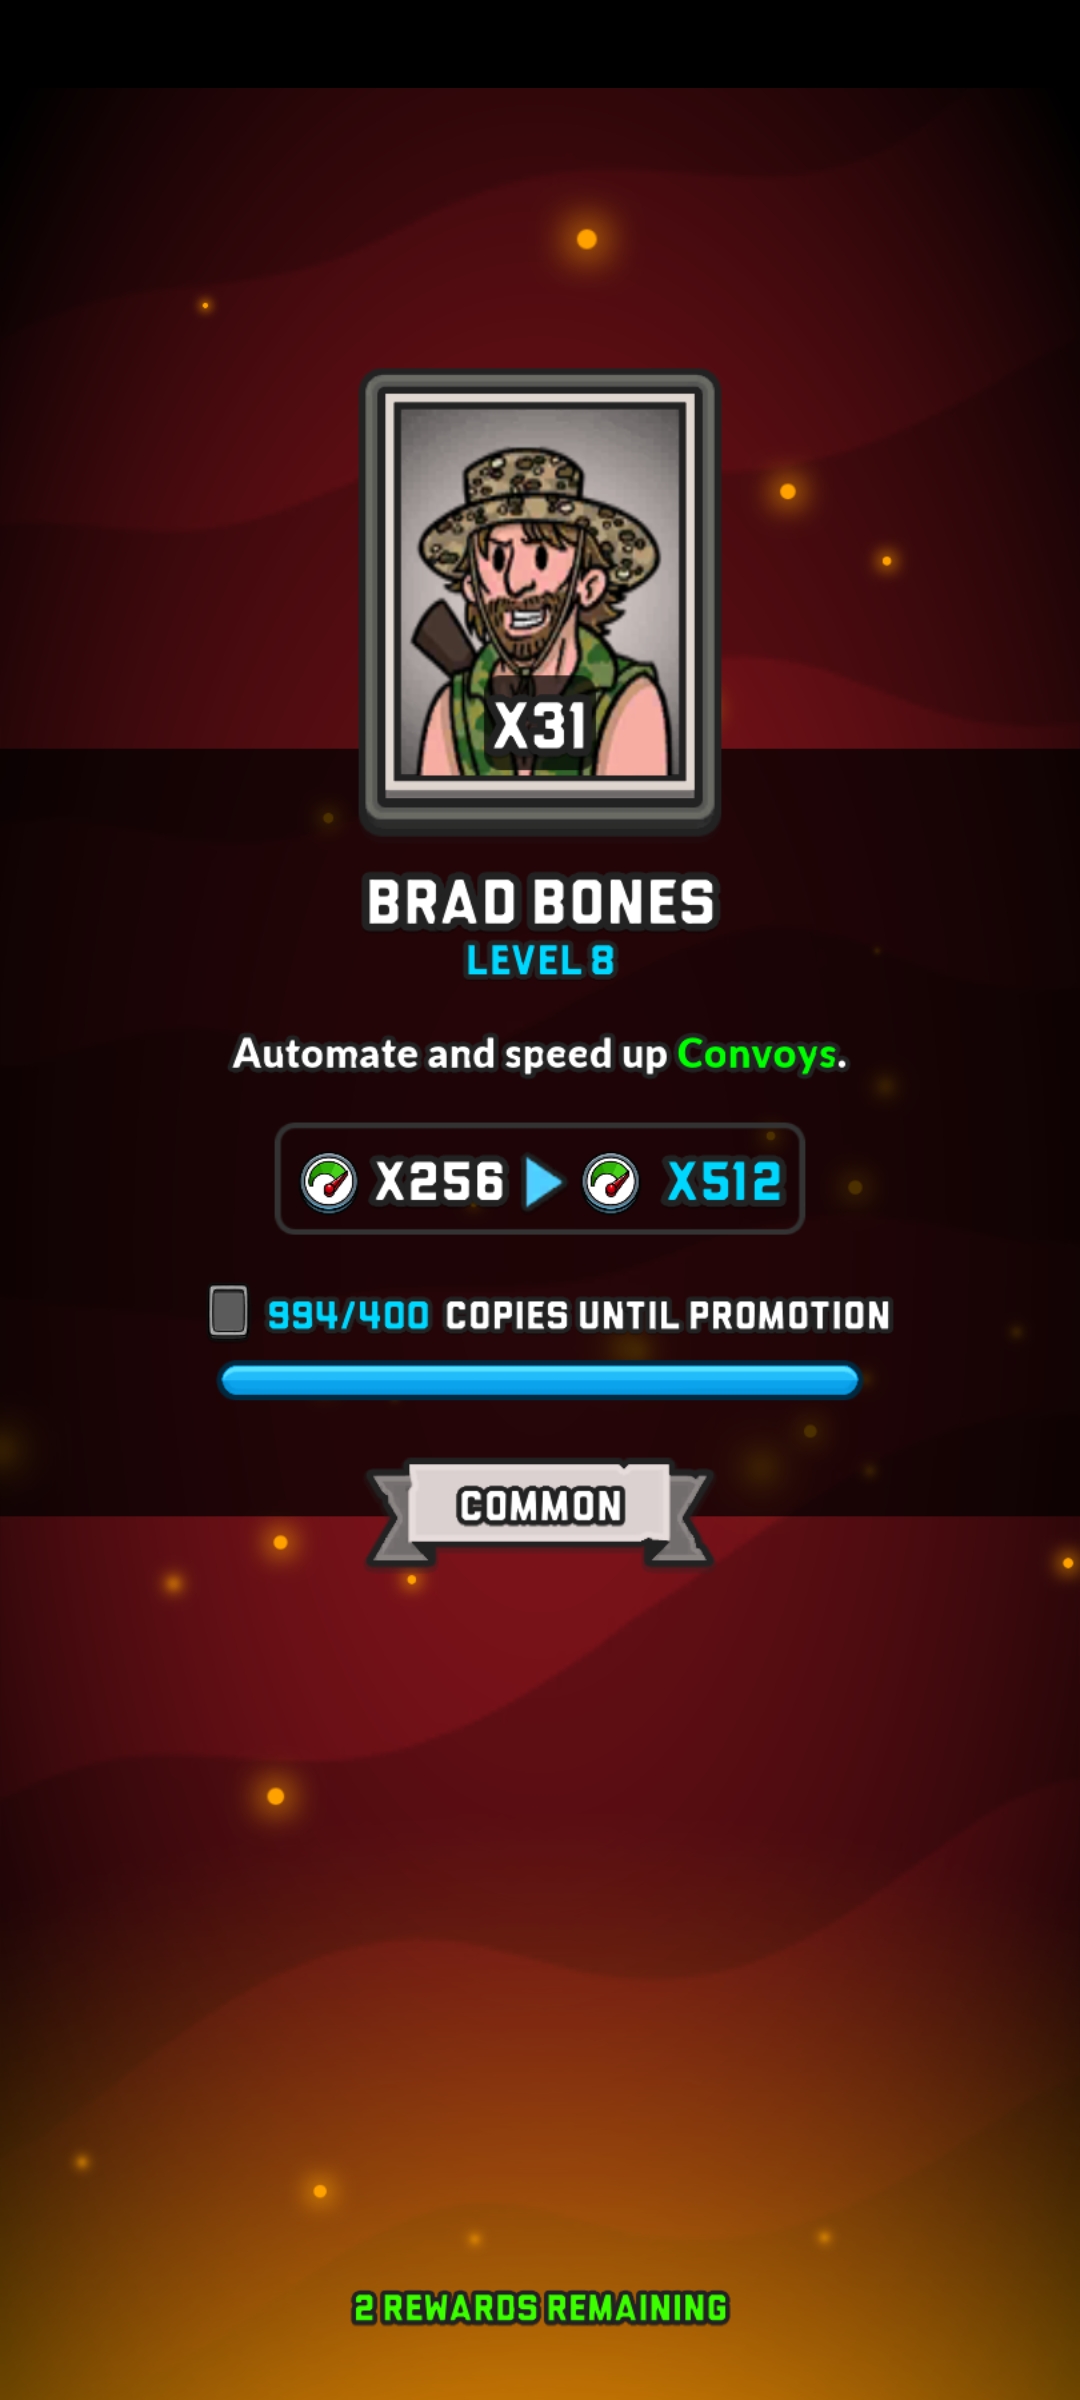 X31
BRAD BONES
LEVEL 8
Automate and speed up Convoys.
X256 X512
994/400 COPIES UNTIL PROMOTION
COMMON
2 REWARDS REMAINING